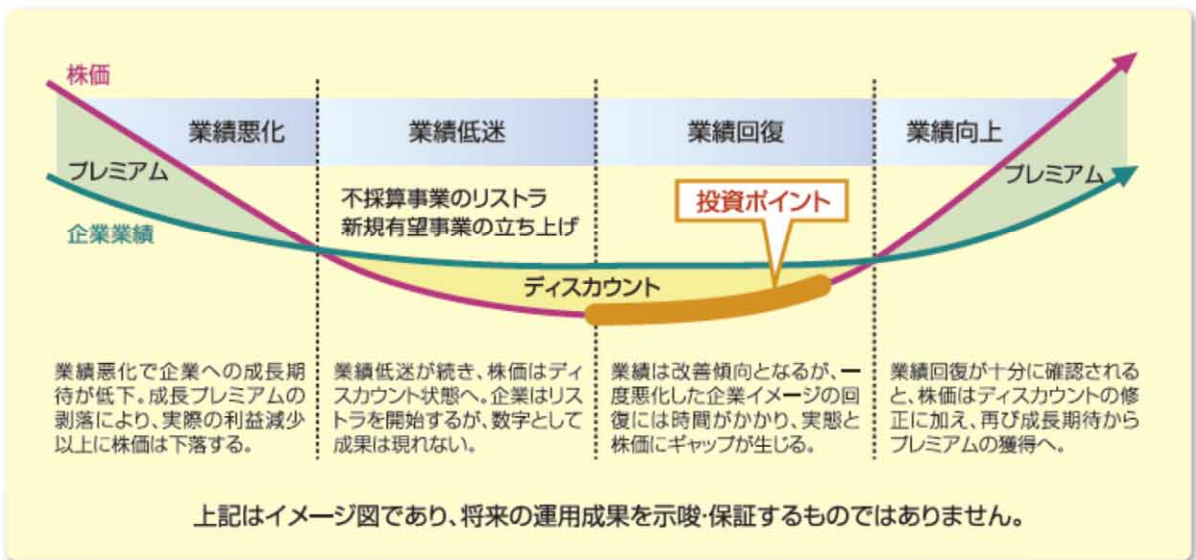 株価
業績悪化
業績低迷
業績回復
業績向上
プレミアム
プレミアム
不採算事業のリストラ
新規有望事業の立ち上げ
投資ポイント
企業業績
ディスカウント
業績悪化で企業への成長期
待が低下。成長プレミアムの
剥落により、実際の利益減少
以上に株価は下落する。
業績低迷が続き、株価はディ
スカウント状態へ。企業はリス
トラを開始するが、数字として
成果は現れない。
業績は改善傾向となるが、一
度悪化した企業イメージの回
復には時間がかかり、実態と
株価にギャップが生じる。
業績回復が十分に確認される
と、株価はディスカウントの修
正に加え、再び成長期待から
プレミアムの獲得へ。
上記はイメージ図であり、将来の運用成果を示唆・保証するものではありません。